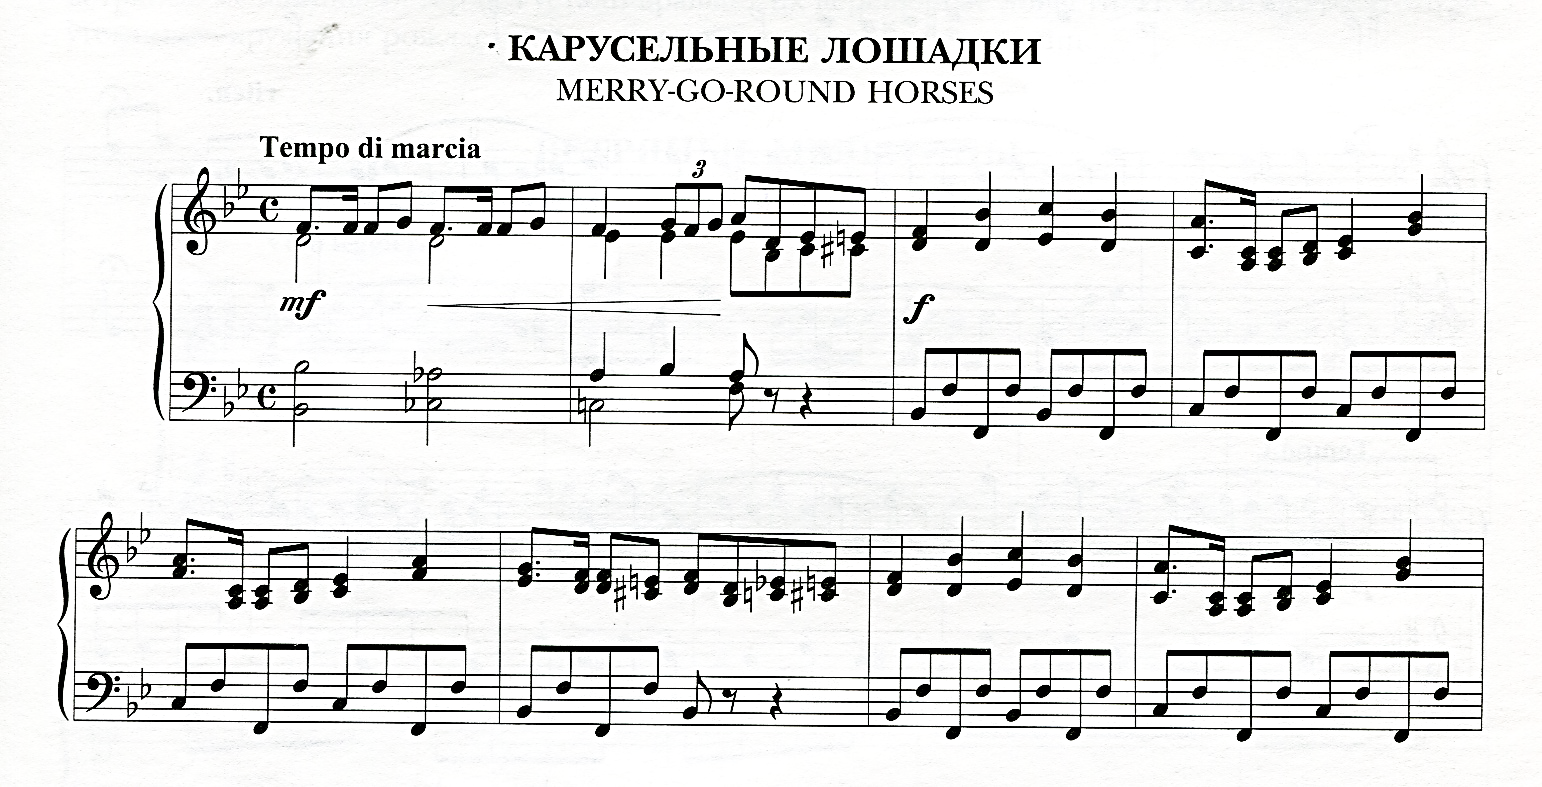 КАРУСЕЛЬНЫЕ ЛОШАДКИ
MERRY-GO-ROUND HORSES
Tempo di marcia
3
mf
f